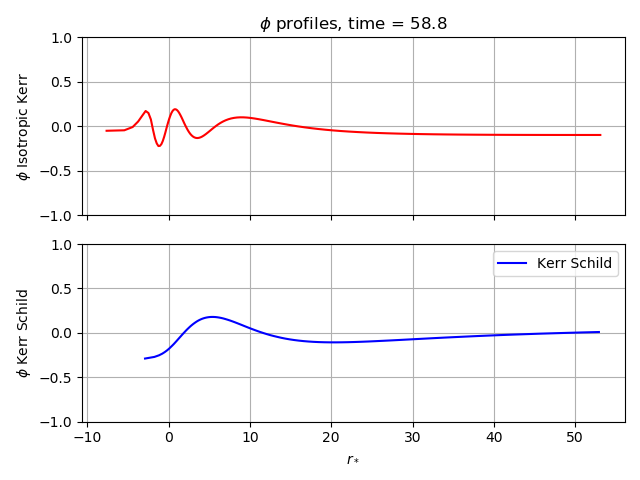 ϕ profiles, time = 58.8
ϕ Isotropic Kerr
1.0
0.5
0.0
−0.5
−1.0
ϕ Kerr Schild
1.0
0.5
0.0
−0.5
−1.0
Kerr Schild
−10 0 10 20 30 40 50
r*